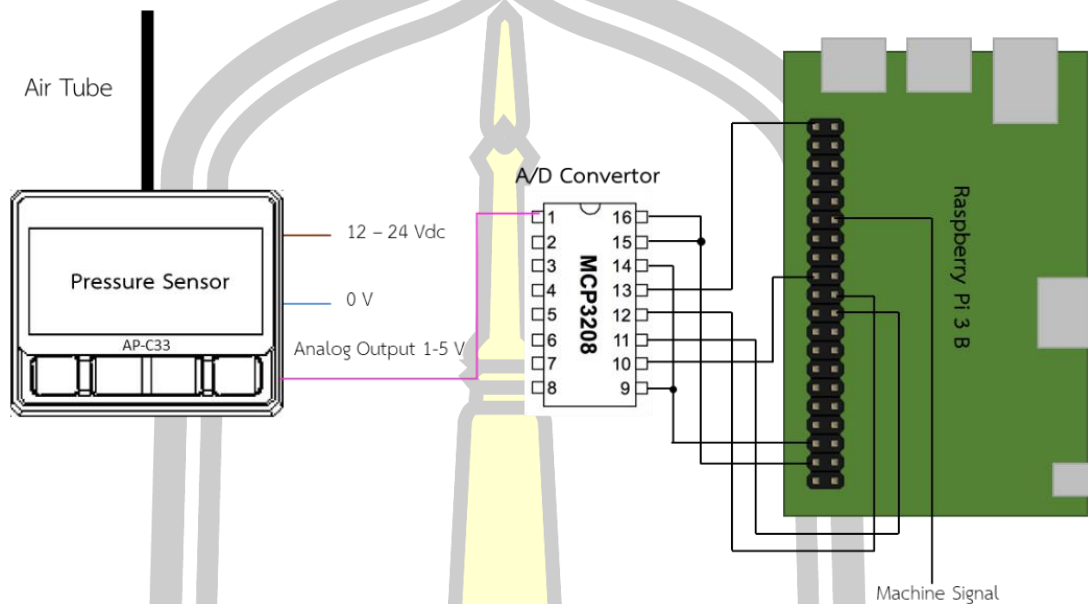 Air Tube
Pressure Sensor
AP-C33
12 – 24 Vdc
0 V
Analog Output 1-5 V
A/D Convertor
1
2
3
4
5
6
7
8
MCP3208
16
15
14
13
12
11
10
9
Raspberry Pi 3 B
Machine Signal